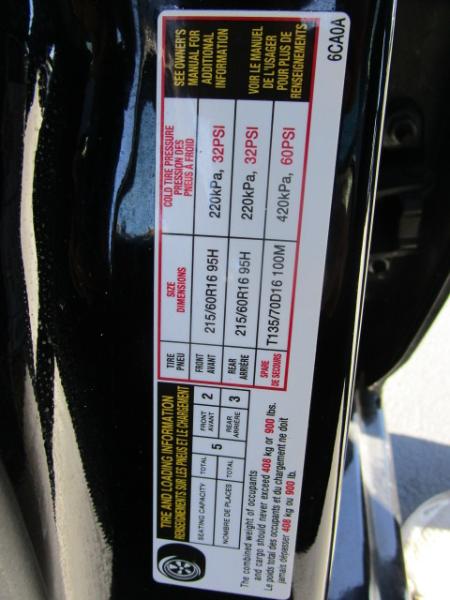 TIRE AND LOADING INFORMATION
RENSEIGNEMENTS SUR LES PNEUS ET LE CHARGEMENT
SEATING CAPACITY TOTAL 5 FRONT AVANT 2 REAR ARRIÈRE 3
NOMBRE DE PLACES TOTAL
The combined weight of occupants
and cargo should never exceed 408 kg or 900 lbs.
Le poids total des occupants et du chargement ne doit
jamais dépesser 408 kg ou 900 lb.
TIRE SIZE COLD TIRE PRESSURE
PNEU DIMENSIONS PRESSION DES
PNEUS À FROID
FRONT
AVANT 215/60R16 95H 220kPa, 32PSI
REAR
ARRIÈRE 215/60R16 95H 220kPa, 32PSI
SPARE
DE SECOURS T135/70D16 100M 420kPa, 60PSI
SEE OWNER'S
MANUAL FOR
ADDITIONAL
INFORMATION
VOIR LE MANUEL
DE L'USAGER
POUR PLUS DE
RENSEIGNEMENTS
6CA0A